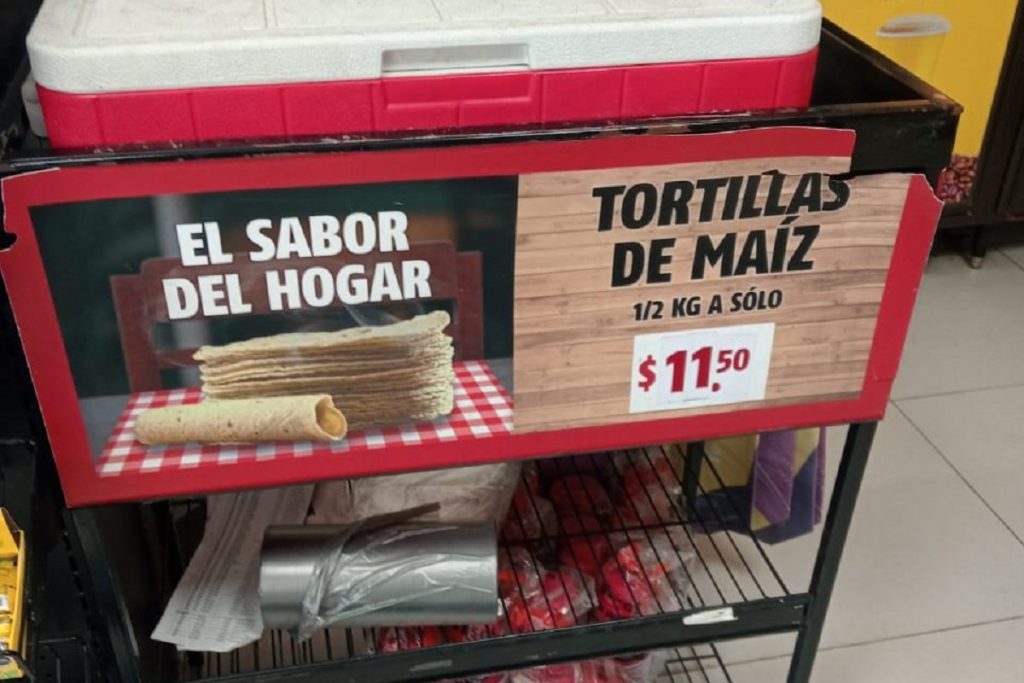 EL SABOR
DEL HOGAR
TORTILLAS
DE MAÍZ
1/2 KG A SÓLO
$ 11.50